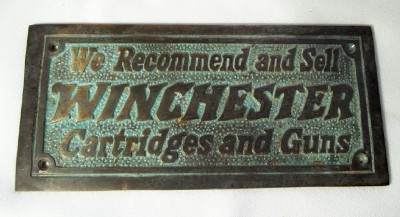 We Recommend and Sell
WINCHESTER
Cartridges and Guns